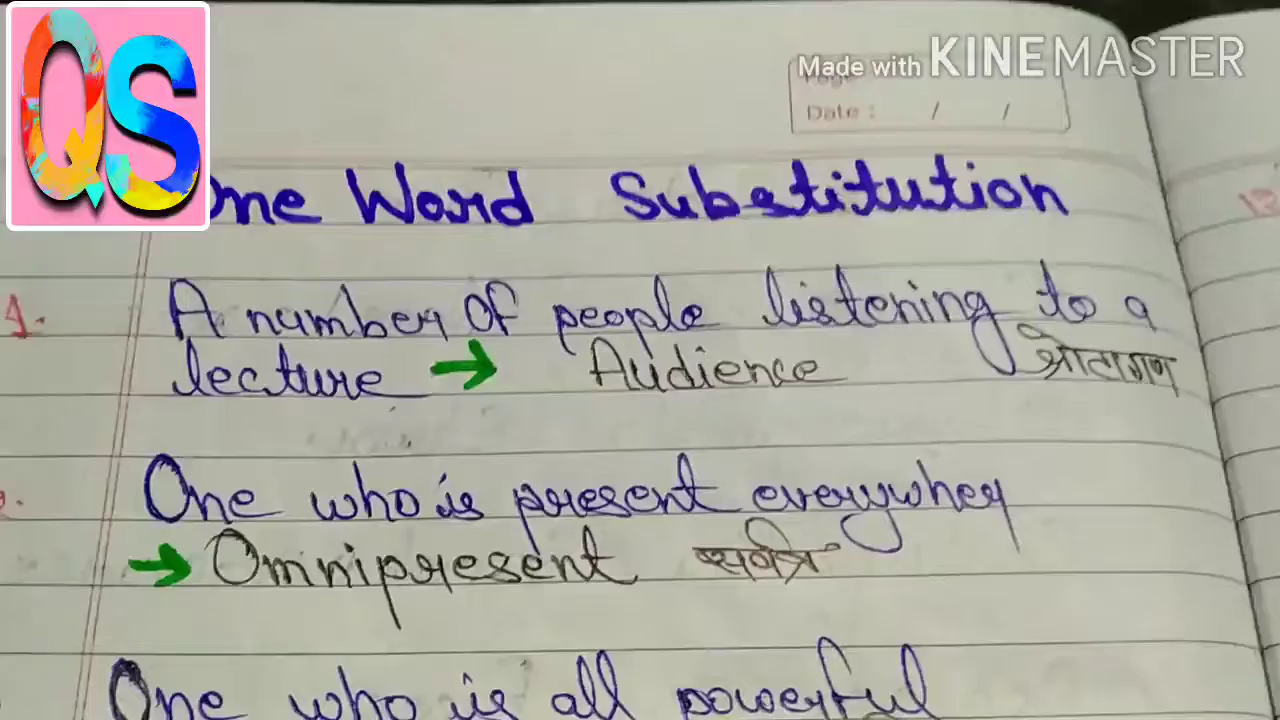 QS
Made with KINEMASTER
Date : / /
One Word Substitution
1. A number of people listening to a
lecture → Audience श्रोतागण
One who is present everywher
→ Omnipresent सर्वत्र
One who is all powerful